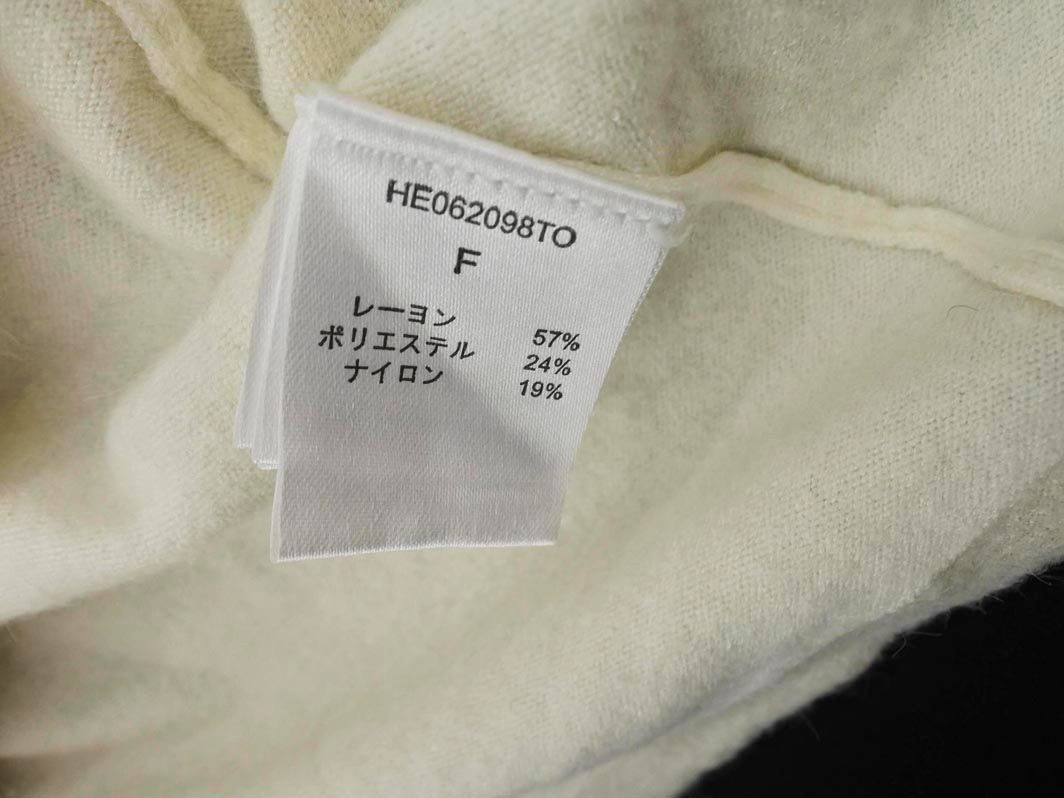 HE062098TO
F
レーヨン 57%
ポリエステル 24%
ナイロン 19%